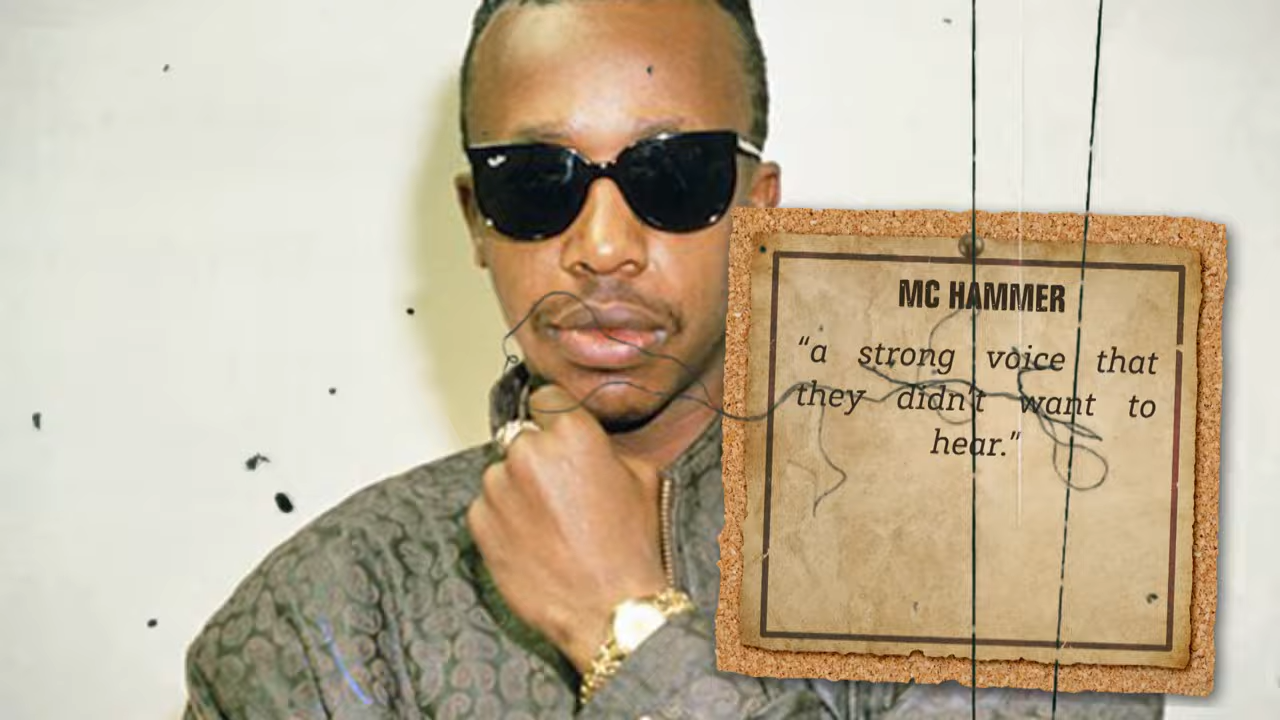 MC HAMMER
“a strong voice that
they didn't want to
hear.”